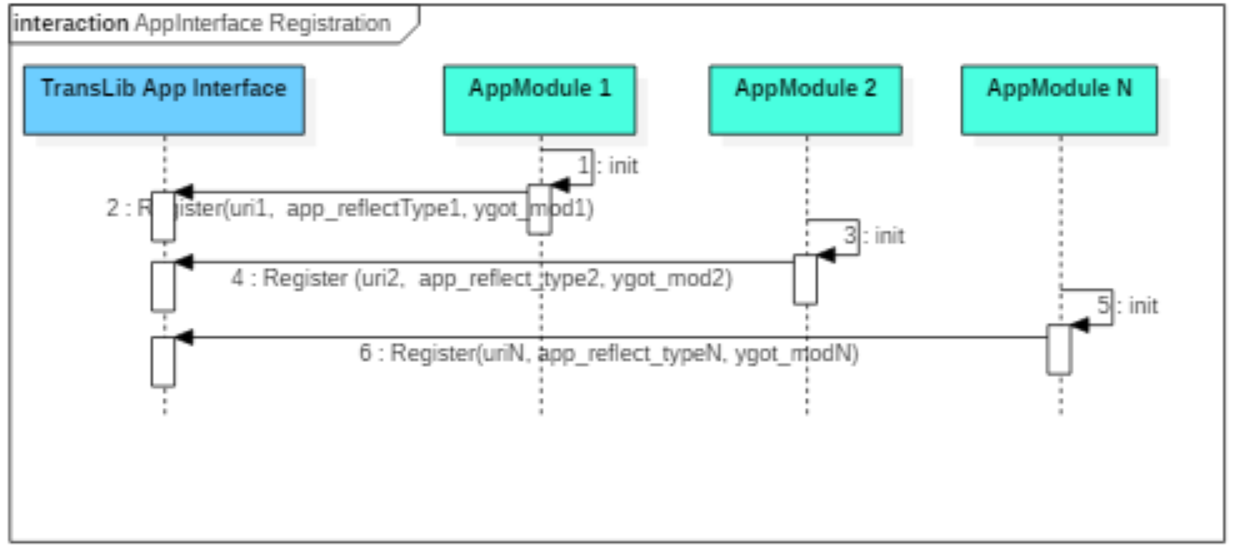 interaction AppInterface Registration
TransLib App Interface
AppModule 1
AppModule 2
AppModule N
1 : init
2 : Register(uri1, app_reflectType1, ygot_mod1)
3 : init
4 : Register (uri2, app_reflect_type2, ygot_mod2)
5 : init
6 : Register(uriN, app_reflect_typeN, ygot_modN)